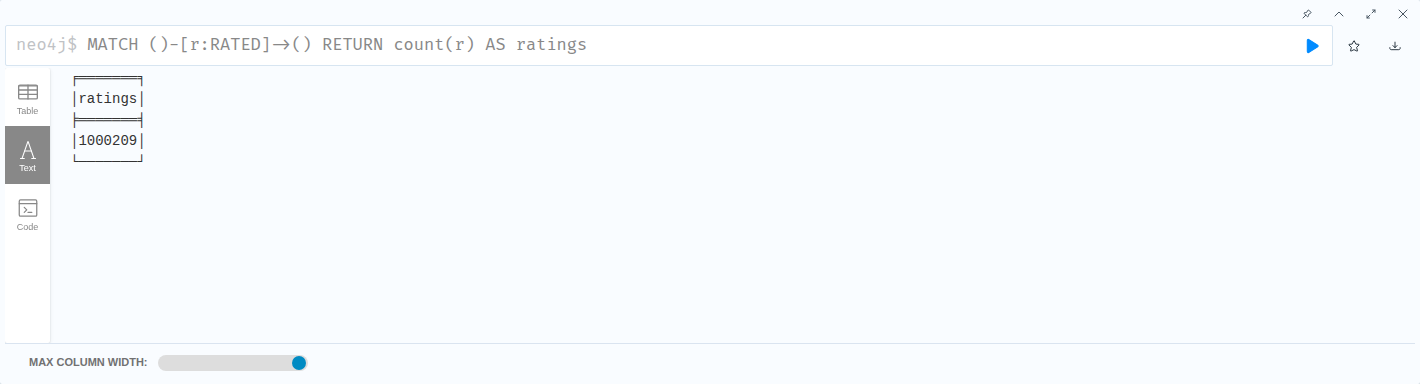 neo4j$ MATCH ()-[r:RATED]->() RETURN count(r) AS ratings
Table
Text
Code
│ratings│
│1000209│
MAX COLUMN WIDTH: